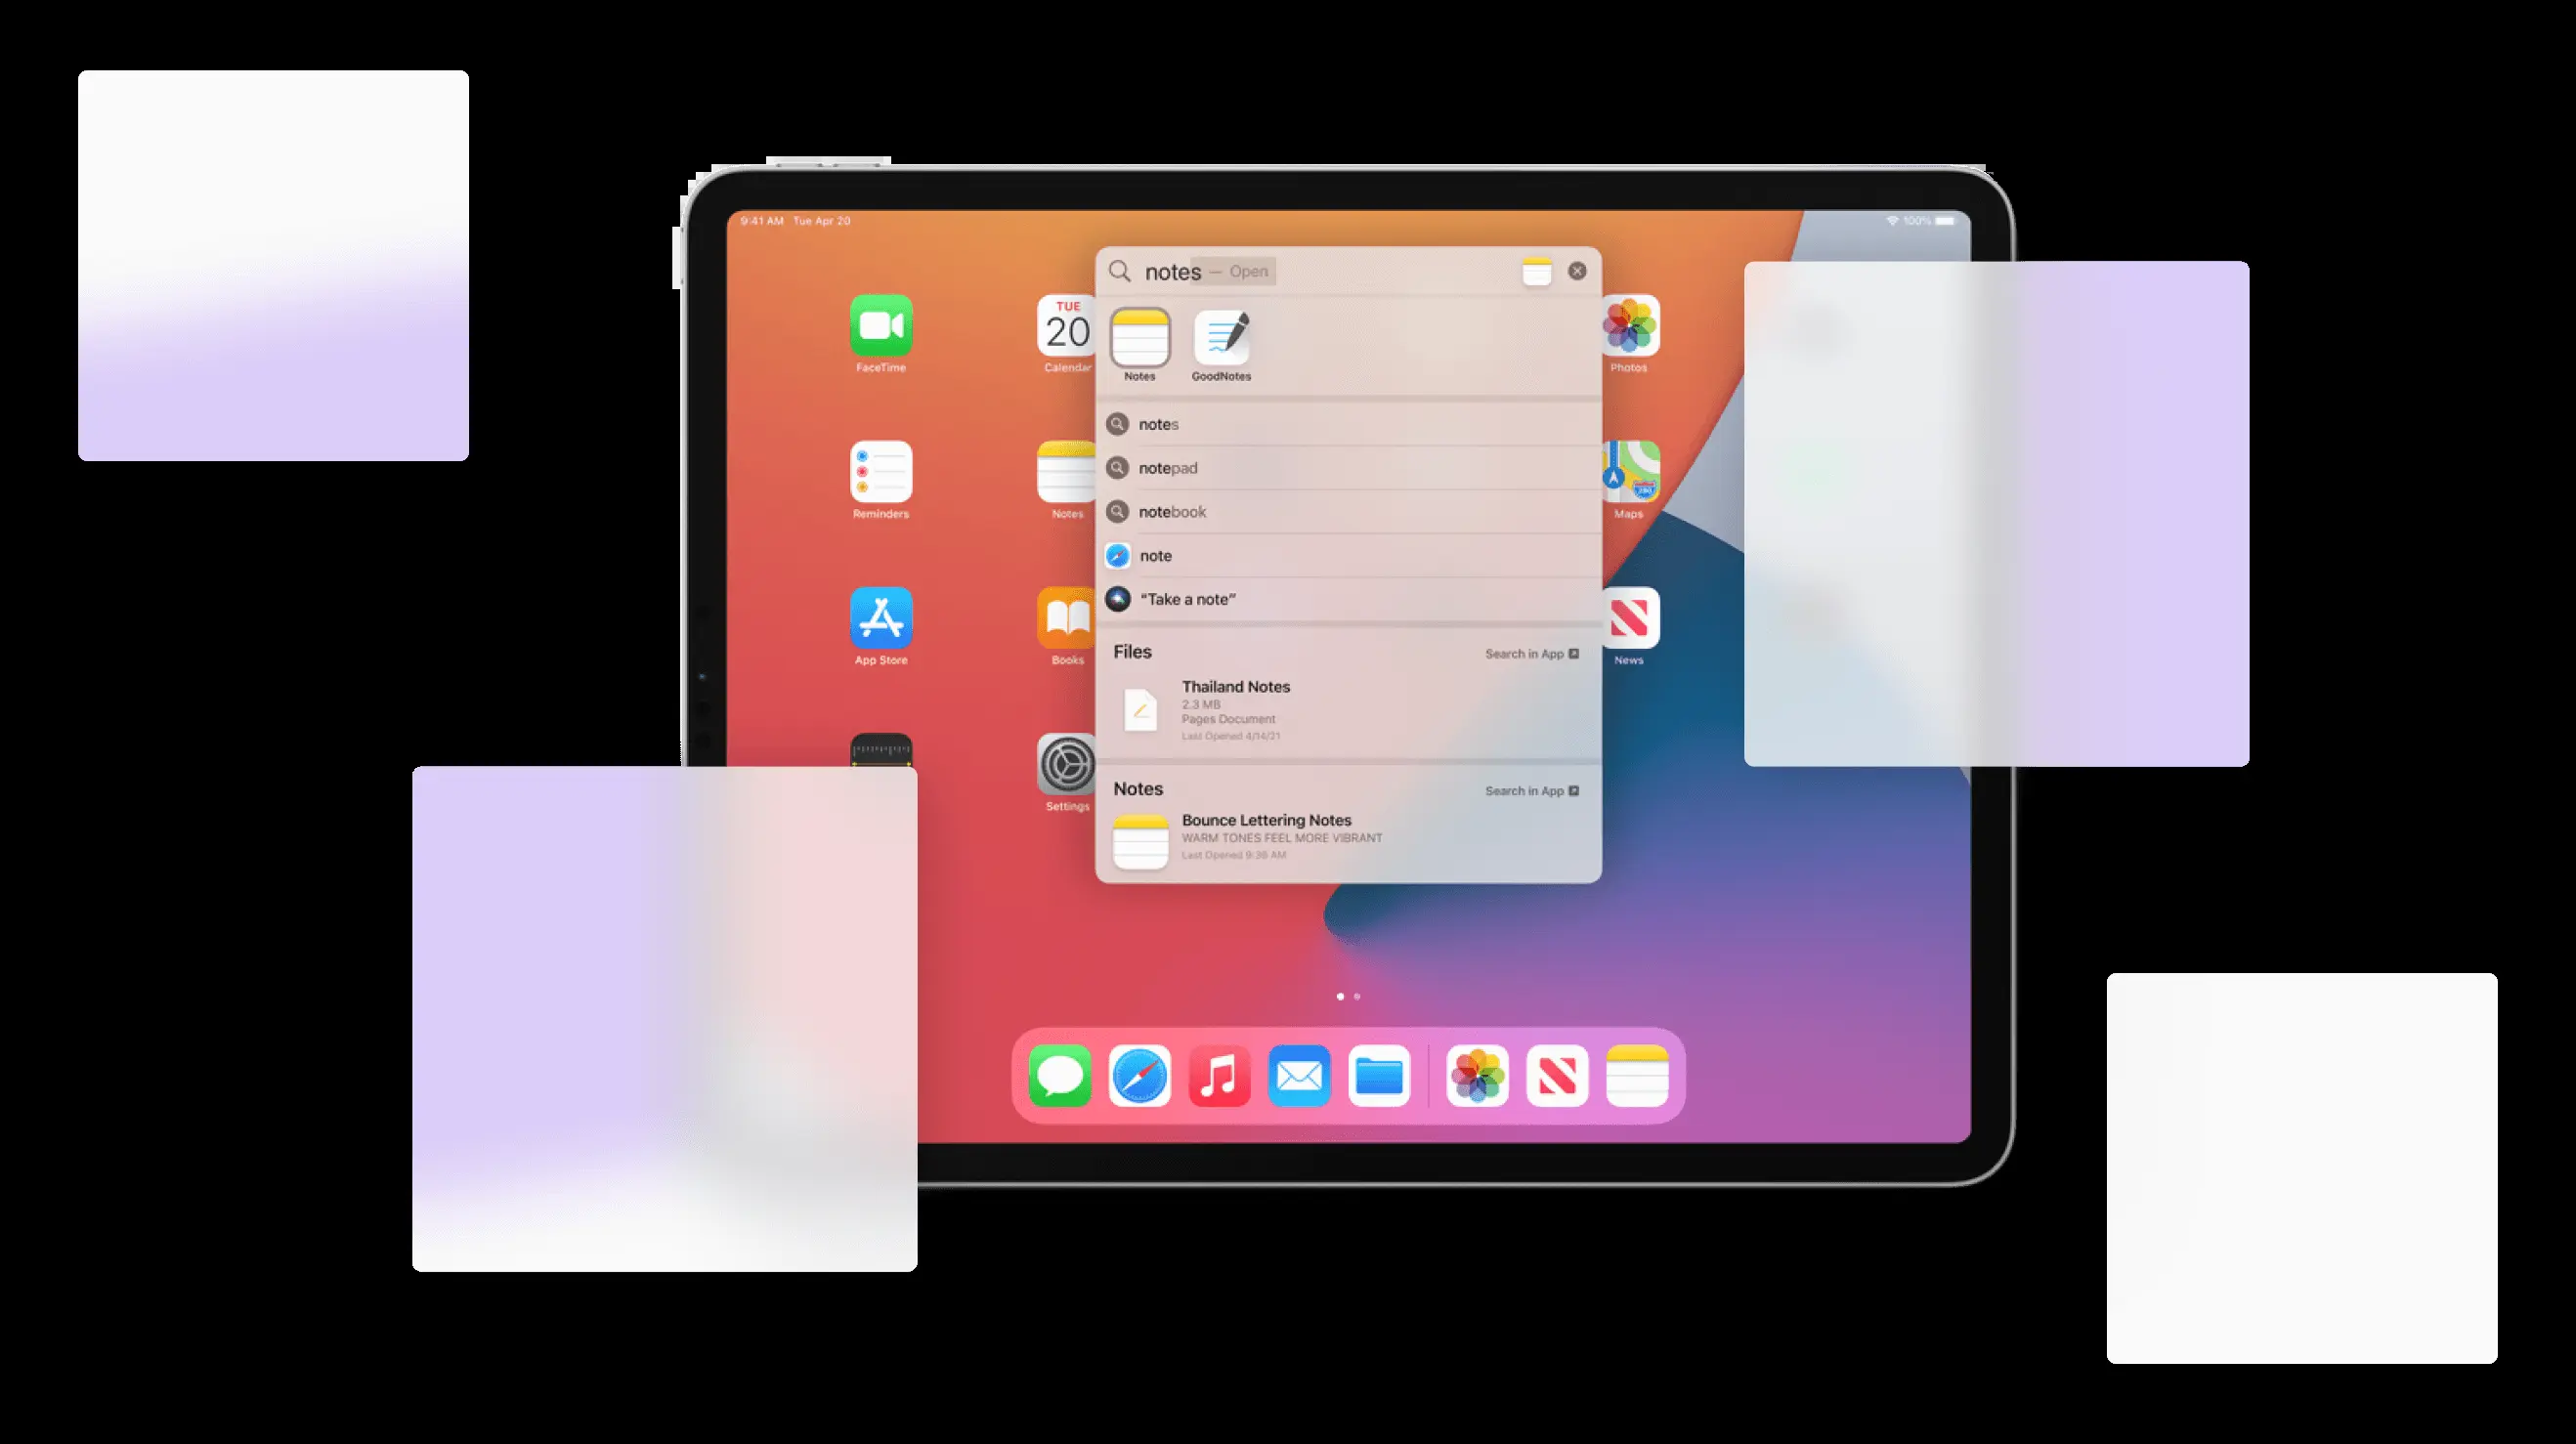 9:41 AM Tue Apr 20
100%
notes — Open
Notes
GoodNotes
notes
notepad
notebook
note
“Take a note”
Files
Search in App
Thailand Notes
2.3 MB
Pages Document
Last Opened 4/14/21
Notes
Search in App
Bounce Lettering Notes
WARM TONES FEEL MORE VIBRANT
Last Opened 9:36 AM
FaceTime
TUE
20
Calendar
Photos
Reminders
Notes
Maps
280
App Store
Books
News
Settings